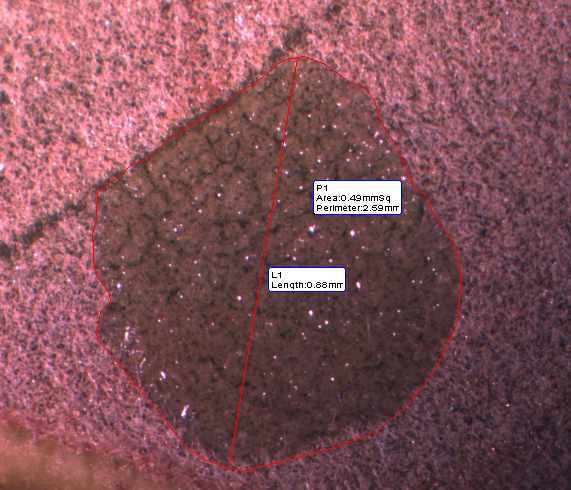 P1
Area:0.49mmSq
Perimeter:2.59mm
L1
Length:0.88mm